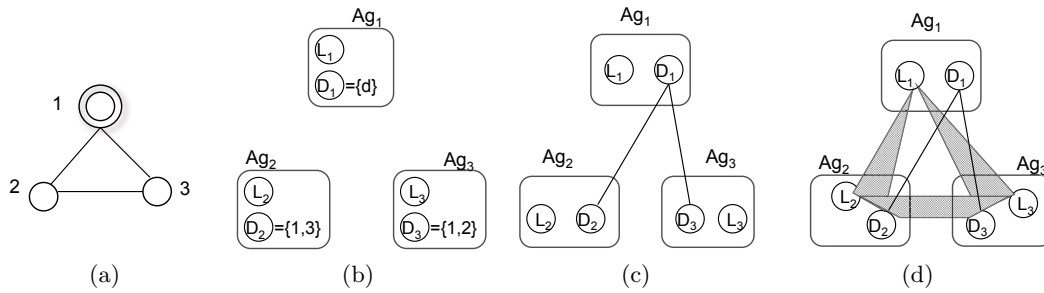 1
2
3
(a)
Ag1
L1
D1={d}
Ag2
L2
D2={1,3}
Ag3
L3
D3={1,2}
(b)
Ag1
L1 D1
Ag2
L2 D2
Ag3
D3 L3
(c)
Ag1
L1 D1
Ag2
L2
D2
Ag3
L3
D3
(d)